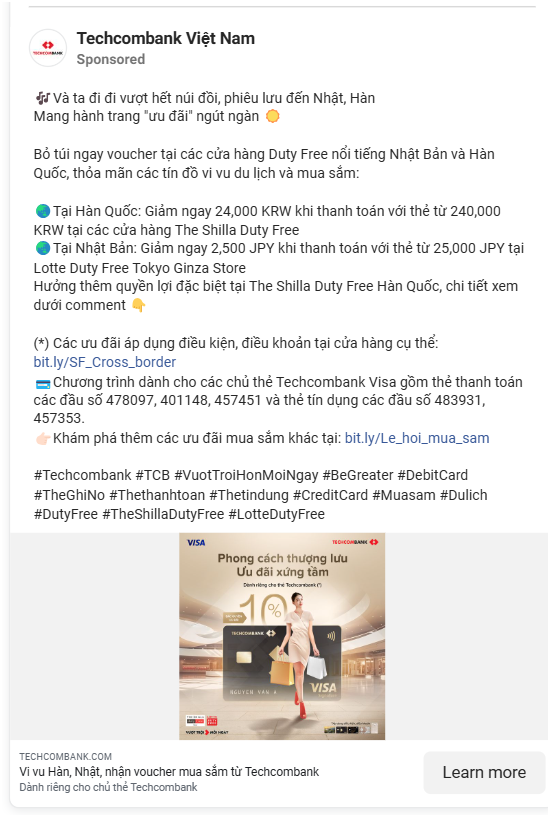 TECHCOMBANK
Techcombank Việt Nam
Sponsored
🎶 Và ta đi đi vượt hết núi đồi, phiêu lưu đến Nhật, Hàn
Mang hành trang "ưu đãi" ngút ngàn 🌞
Bỏ túi ngay voucher tại các cửa hàng Duty Free nổi tiếng Nhật Bản và Hàn
Quốc, thỏa mãn các tín đồ vi vu du lịch và mua sắm:
🌏 Tại Hàn Quốc: Giảm ngay 24,000 KRW khi thanh toán với thẻ từ 240,000
KRW tại các cửa hàng The Shilla Duty Free
🌏 Tại Nhật Bản: Giảm ngay 2,500 JPY khi thanh toán với thẻ từ 25,000 JPY tại
Lotte Duty Free Tokyo Ginza Store
Hưởng thêm quyền lợi đặc biệt tại The Shilla Duty Free Hàn Quốc, chi tiết xem
dưới comment 👇
(*) Các ưu đãi áp dụng điều kiện, điều khoản tại cửa hàng cụ thể:
bit.ly/SF_Cross_border
💳 Chương trình dành cho các chủ thẻ Techcombank Visa gồm thẻ thanh toán
các đầu số 478097, 401148, 457451 và thẻ tín dụng các đầu số 483931,
457353.
👉🏻 Khám phá thêm các ưu đãi mua sắm khác tại: bit.ly/Le_hoi_mua_sam
#Techcombank #TCB #VuotTroiHonMoiNgay #BeGreater #DebitCard
#TheGhiNo #Thethanhtoan #Thetindung #CreditCard #Muasam #Dulich
#DutyFree #TheShillaDutyFree #LotteDutyFree
VISA TECHCOMBANK
Phong cách thượng lưu
Ưu đãi xứng tầm
Dành riêng cho thẻ Techcombank (*)
10%
TECHCOMBANK
NGUYEN VAN A
VISA
VƯỢT TRỘI MỖI NGÀY
TECHCOMBANK.COM
Vi vu Hàn, Nhật, nhận voucher mua sắm từ Techcombank
Dành riêng cho chủ thẻ Techcombank
Learn more